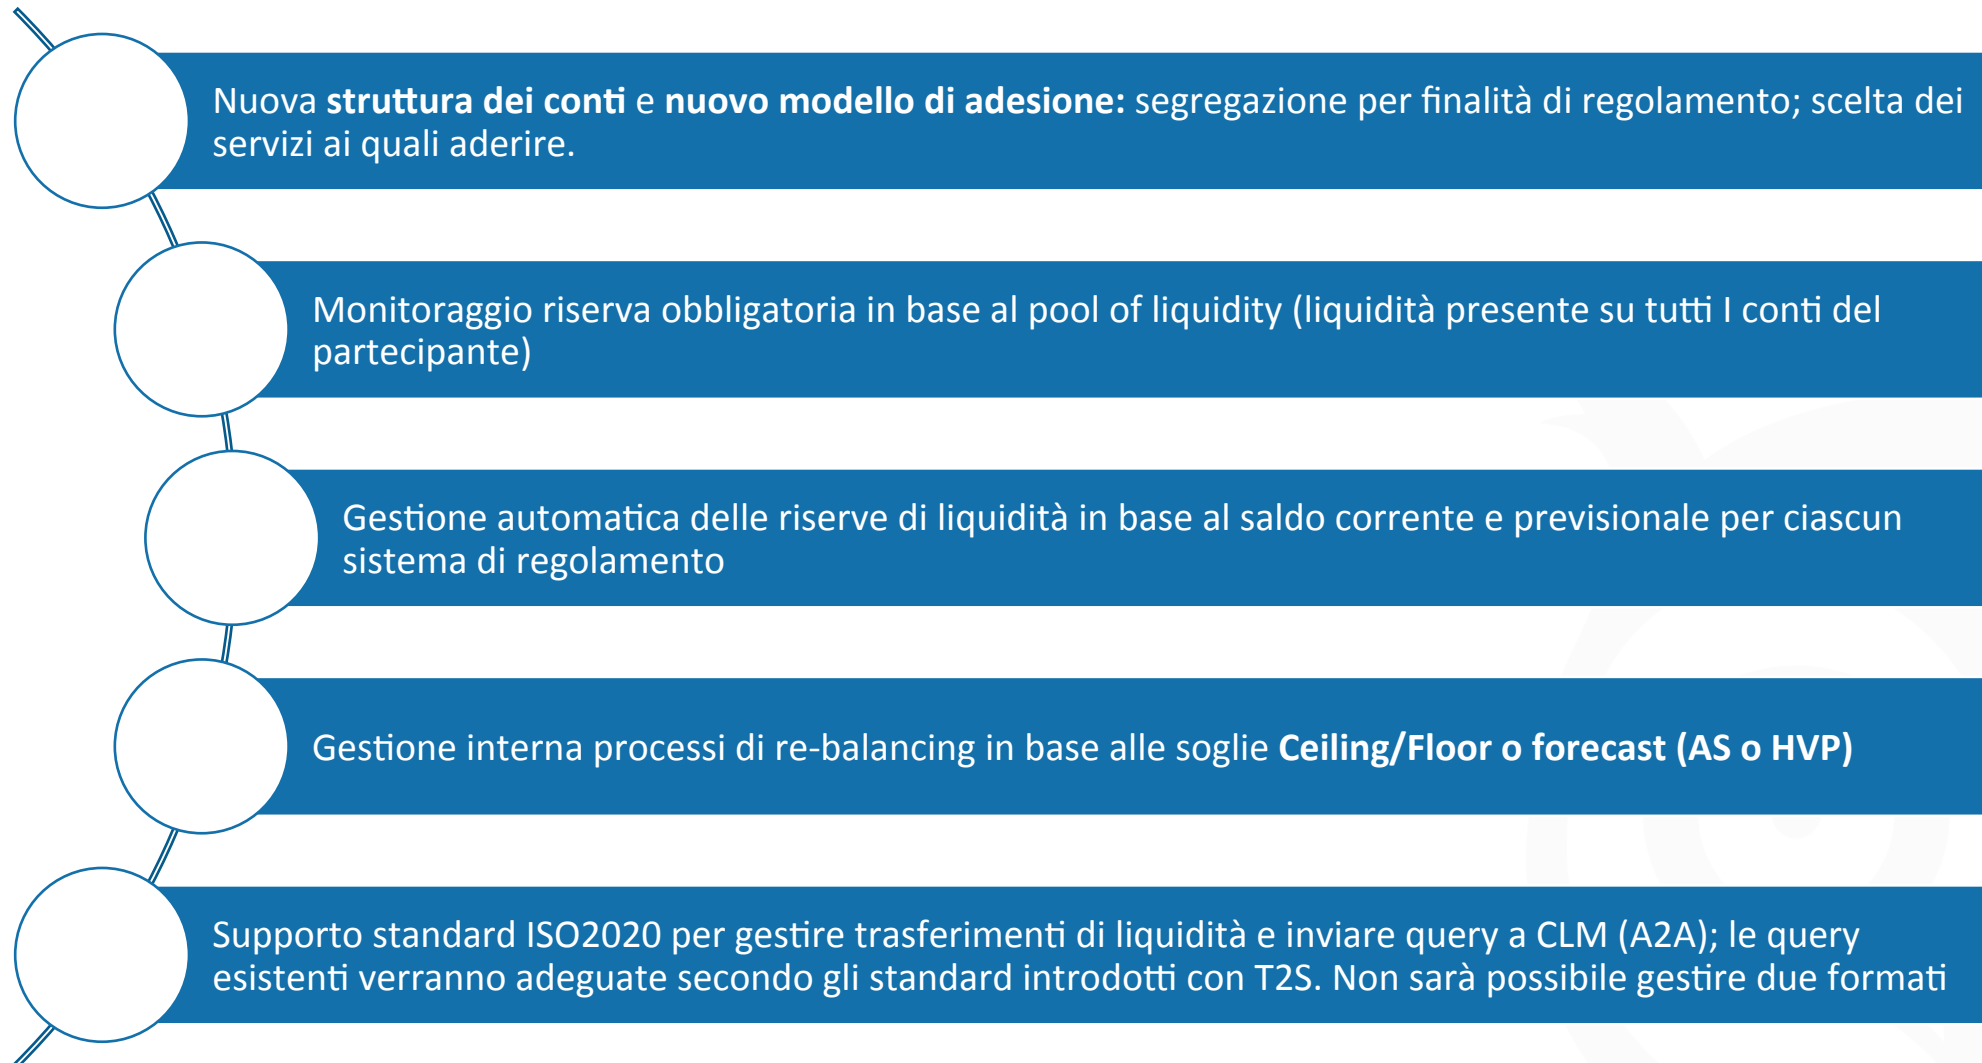 Nuova struttura dei conti e nuovo modello di adesione: segregazione per finalità di regolamento; scelta dei
servizi ai quali aderire.
Monitoraggio riserva obbligatoria in base al pool of liquidity (liquidità presente su tutti I conti del
partecipante)
Gestione automatica delle riserve di liquidità in base al saldo corrente e previsionale per ciascun
sistema di regolamento
Gestione interna processi di re-balancing in base alle soglie Ceiling/Floor o forecast (AS o HVP)
Supporto standard ISO2020 per gestire trasferimenti di liquidità e inviare query a CLM (A2A); le query
esistenti verranno adeguate secondo gli standard introdotti con T2S. Non sarà possibile gestire due formati